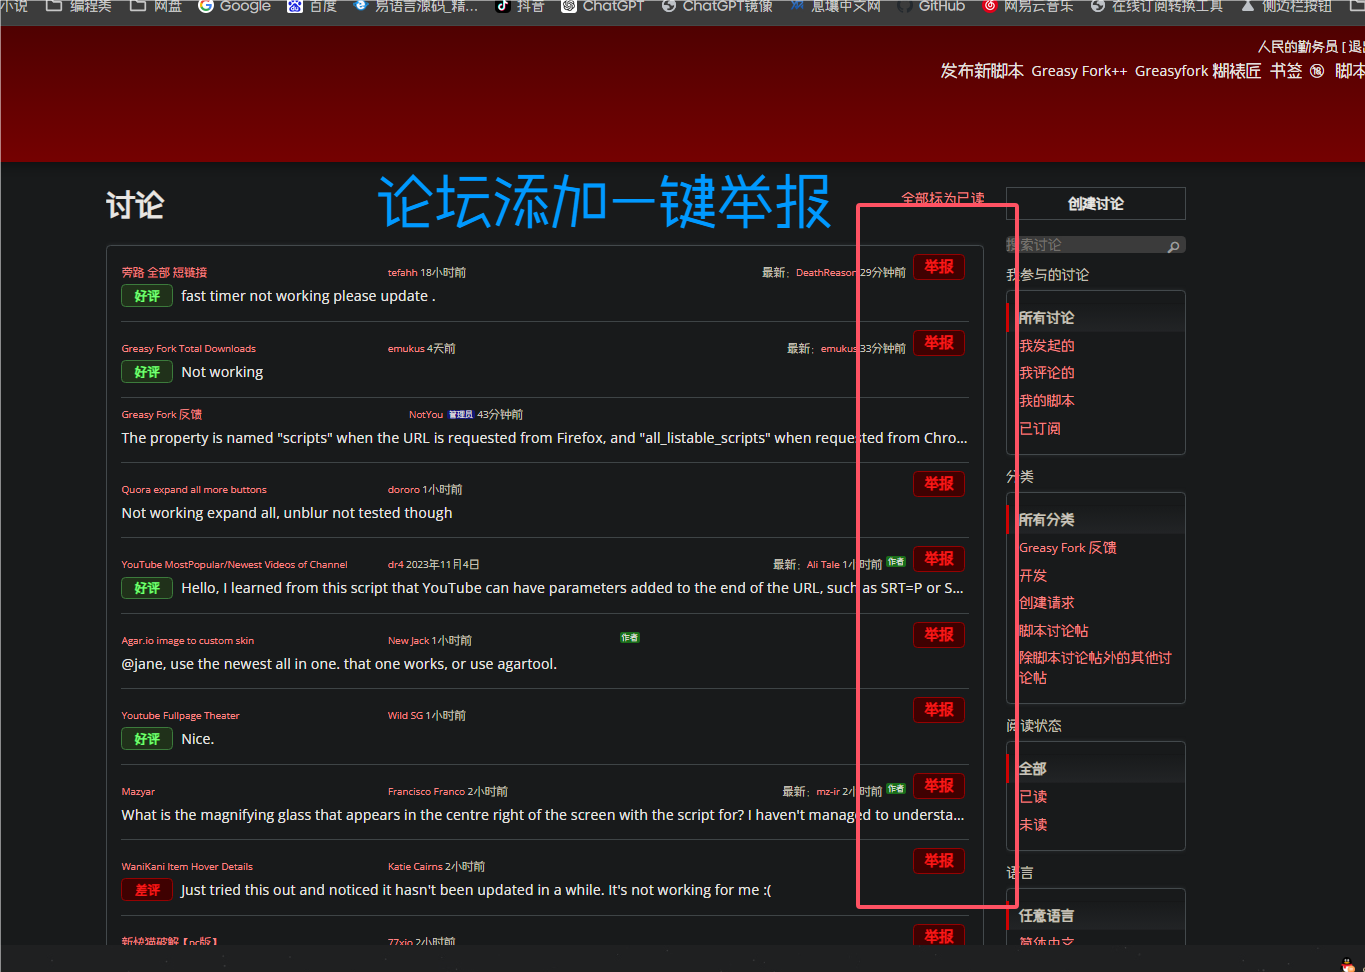 小说 编程类 网盘 Google 百度 易语言源码_精... 抖音 ChatGPT ChatGPT镜像 息壤中文网 GitHub 网易云音乐 在线订阅转换工具 侧边栏按钮
人民的勤务员 [ 退出
发布新脚本 Greasy Fork++ Greasyfork 糊裱匠 书签 🔞 脚本
讨论
论坛添加一键举报
全部标为已读
旁路 全部 短链接 tefahh 18小时前 最新：DeathReason 29分钟前 举报
好评 fast timer not working please update .
Greasy Fork Total Downloads emukus 4天前 最新：emukus 33分钟前 举报
好评 Not working
Greasy Fork 反馈 NotYou 管理员 43分钟前
The property is named "scripts" when the URL is requested from Firefox, and "all_listable_scripts" when requested from Chro...
Quora expand all more buttons dororo 1小时前 举报
Not working expand all, unblur not tested though
YouTube MostPopular/Newest Videos of Channel dr4 2023年11月4日 最新：Ali Tale 1小时前 作者 举报
好评 Hello, I learned from this script that YouTube can have parameters added to the end of the URL, such as SRT=P or S...
Agar.io image to custom skin New Jack 1小时前 作者 举报
@jane, use the newest all in one. that one works, or use agartool.
Youtube Fullpage Theater Wild SG 1小时前 举报
好评 Nice.
Mazyar Francisco Franco 2小时前 最新：mz-ir 2小时前 作者 举报
What is the magnifying glass that appears in the centre right of the screen with the script for? I haven't managed to understa...
WaniKani Item Hover Details Katie Cairns 2小时前 举报
差评 Just tried this out and noticed it hasn't been updated in a while. It's not working for me :(
新快猫破解【pc版】 77xio 2小时前 举报
创建讨论
搜索讨论
我参与的讨论
所有讨论
我发起的
我评论的
我的脚本
已订阅
分类
所有分类
Greasy Fork 反馈
开发
创建请求
脚本讨论帖
除脚本讨论帖外的其他讨
论帖
阅读状态
全部
已读
未读
语言
任意语言
简体中文